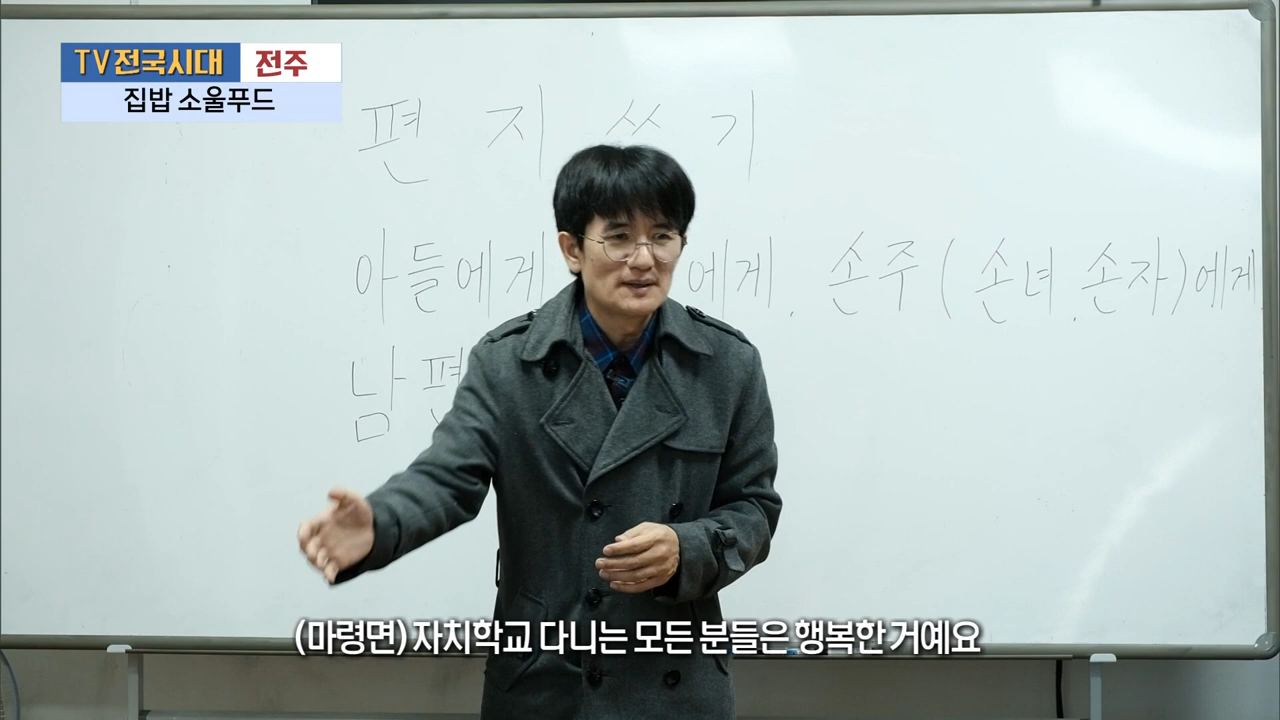 TV전국시대 전주
집밥 소울푸드
편지쓰기
아들에게 에게. 손주(손녀.손자)에게.
남편
(마령면) 자치학교 다니는 모든 분들은 행복한 거예요